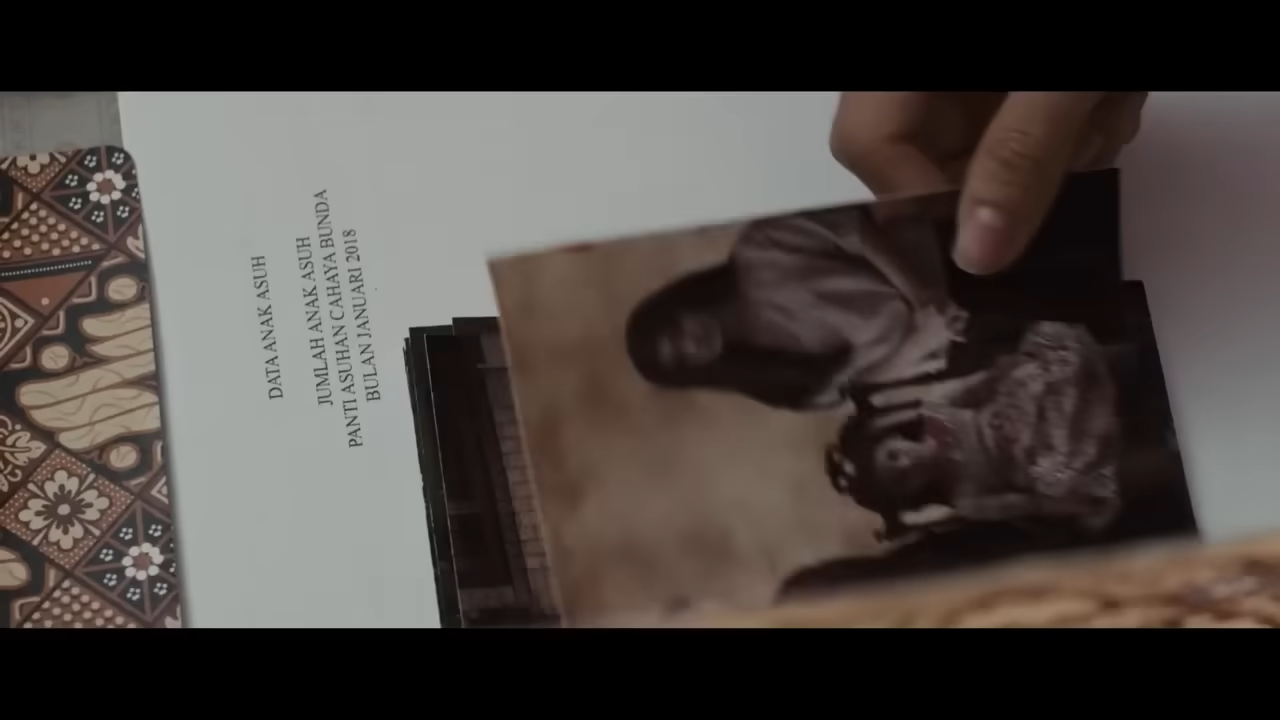 DATA ANAK ASUH
JUMLAH ANAK ASUH
PANTI ASUHAN CAHAYA BUNDA
BULAN JANUARI 2018